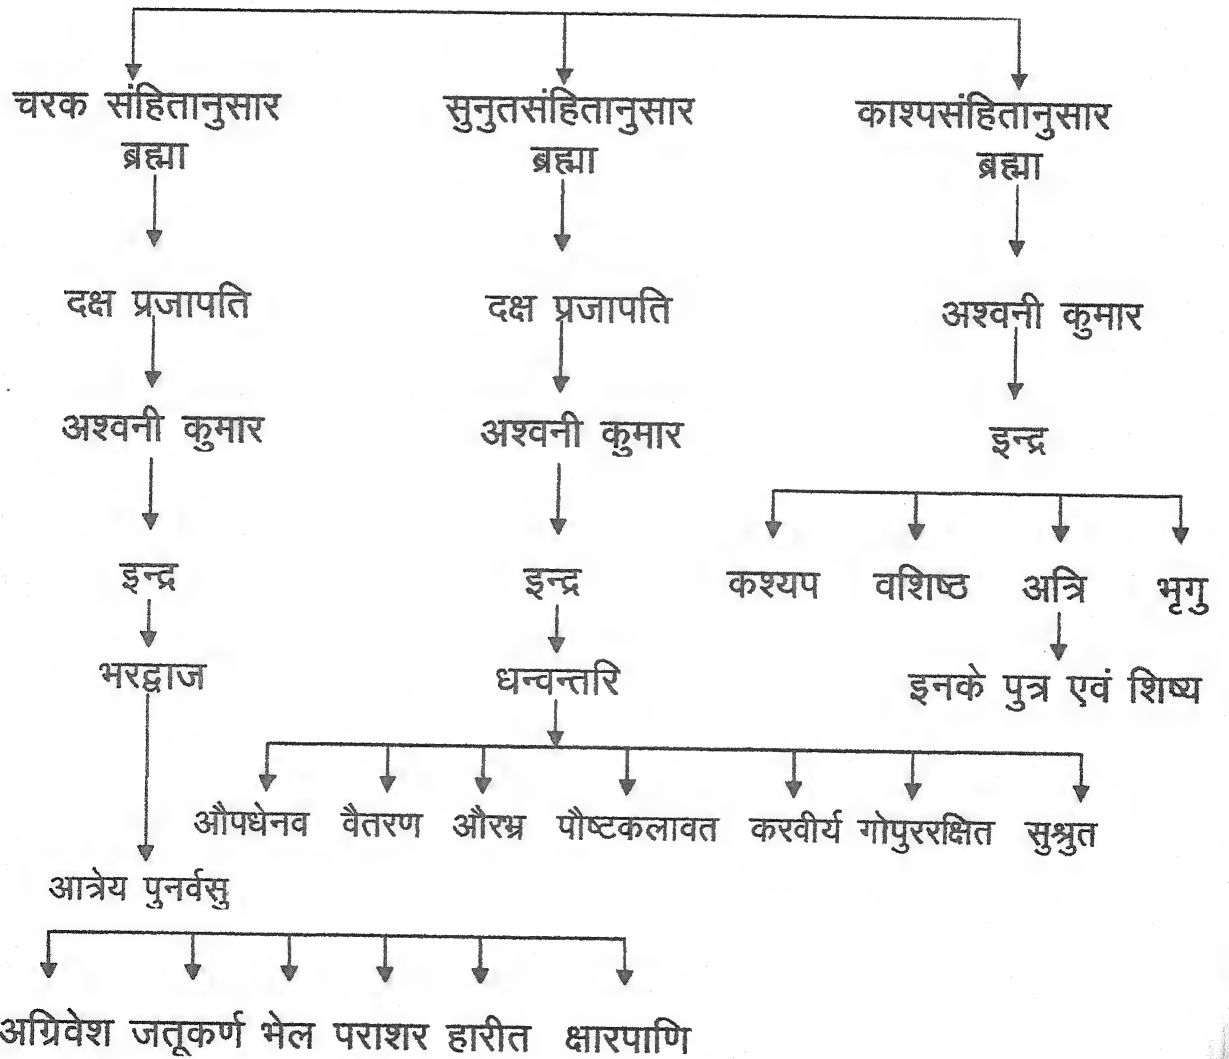 चरक संहितानुसार
ब्रह्मा
दक्ष प्रजापति
अश्वनी कुमार
इन्द्र
भरद्वाज
आत्रेय पुनर्वसु
अग्रिवेश जतूकर्ण भेल पराशर हारीत क्षारपाणि
सुनुतसंहितानुसार
ब्रह्मा
दक्ष प्रजापति
अश्वनी कुमार
इन्द्र
धन्वन्तरि
औपधेनव वैतरण औरभ्र पौष्टकलावत करवीर्य गोपुररक्षित सुश्रुत
काश्पसंहितानुसार
ब्रह्मा
अश्वनी कुमार
इन्द्र
कश्यप वशिष्ठ अत्रि भृगु
इनके पुत्र एवं शिष्य